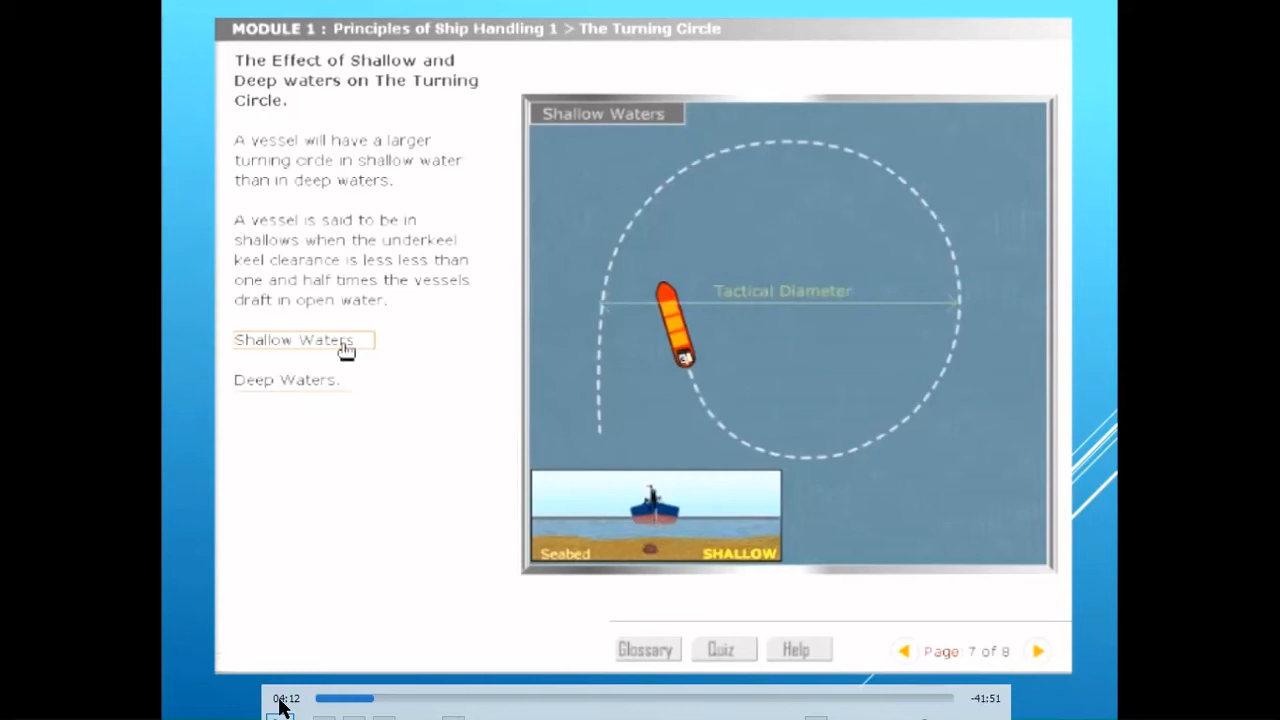 MODULE 1 : Principles of Ship Handling 1 > The Turning Circle
The Effect of Shallow and
Deep waters on The Turning
Circle.
A vessel will have a larger
turning circle in shallow water
than in deep waters.
A vessel is said to be in
shallows when the underkeel
keel clearance is less less than
one and half times the vessels
draft in open water.
Shallow Waters
Deep Waters.
Shallow Waters
Tactical Diameter
Seabed
SHALLOW
Glossary
Quiz
Help
Page: 7 of 8
04:12
-41:51